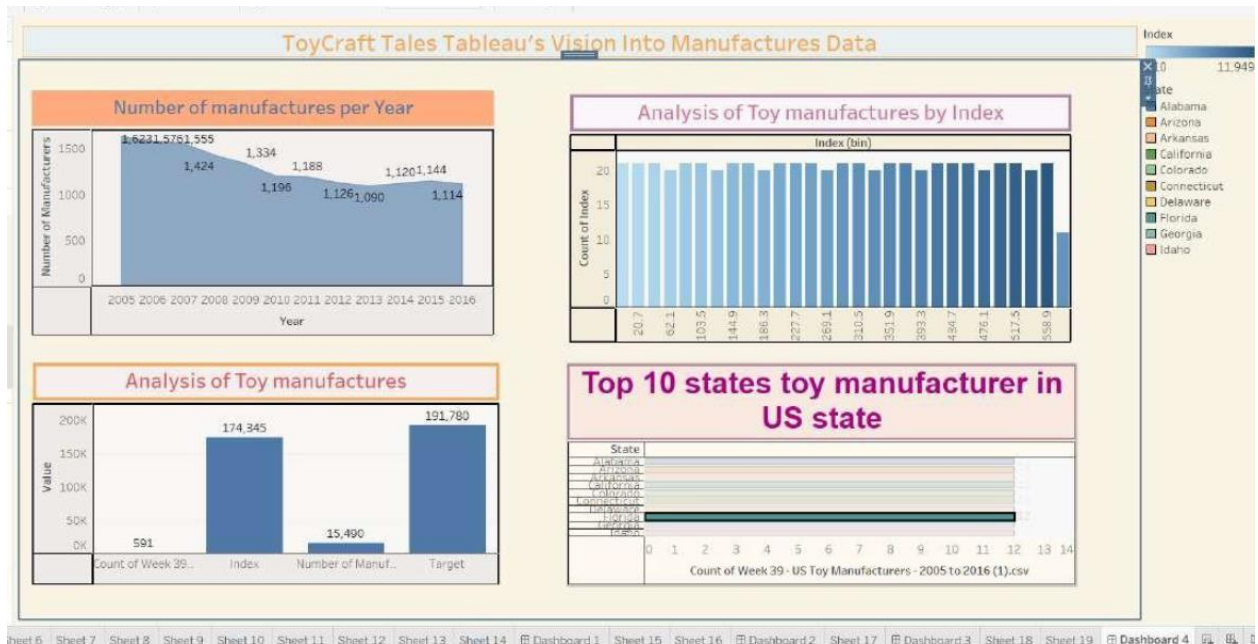 ToyCraft Tales Tableau's Vision Into Manufactures Data
Index
10 11,949
Number of manufactures per Year
Number of Manufacturers
1500
1000
500
0
1,623 1,576 1,555
1,424
1,334
1,196
1,188
1,126 1,090
1,120 1,144
1,114
2005 2006 2007 2008 2009 2010 2011 2012 2013 2014 2015 2016
Year
Analysis of Toy manufactures by Index
Index (bin)
Count of Index
20
15
10
5
0
20.7 62.1 103.5 144.9 186.3 227.7 269.1 310.5 351.9 393.3 434.7 476.1 517.5 558.9
Alabama
Arizona
Arkansas
California
Colorado
Connecticut
Delaware
Florida
Georgia
Idaho
Analysis of Toy manufactures
Value
200K
150K
100K
50K
0K
591
174,345
15,490
191,780
Count of Week 39.. Index Number of Manuf.. Target
Top 10 states toy manufacturer in
US state
State
Alabama
Arizona
Arkansas
California
Colorado
Connecticut
Delaware
Florida
Georgia
Idaho
0 1 2 3 4 5 6 7 8 9 10 11 12 13 14
Count of Week 39 - US Toy Manufacturers - 2005 to 2016 (1).csv
Sheet 6 Sheet 7 Sheet 8 Sheet 9 Sheet 10 Sheet 11 Sheet 12 Sheet 13 Sheet 14 Dashboard 1 Sheet 15 Sheet 16 Dashboard 2 Sheet 17 Dashboard 3 Sheet 18 Sheet 19 Dashboard 4